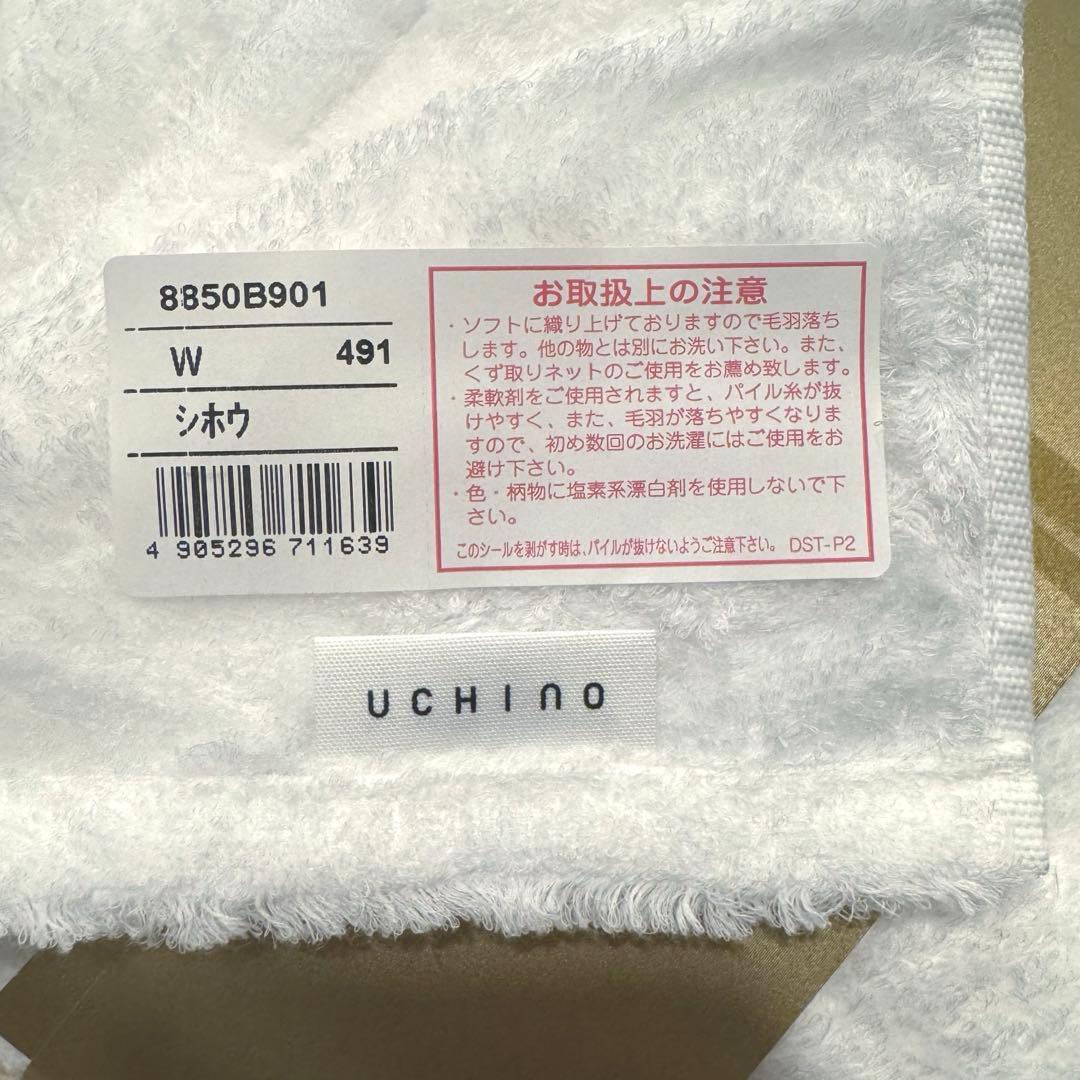 8850B901
W 491
シホウ
4 905296 711639
お取扱上の注意
・ソフトに織り上げておりますので毛羽落ち
します。他の物とは別にお洗い下さい。また、
くず取りネットのご使用をお薦め致します。
・柔軟剤をご使用されますと、パイル糸が抜
けやすく、また、毛羽が落ちやすくなりま
すので、初め数回のお洗濯にはご使用をお
避け下さい。
・色・柄物に塩素系漂白剤を使用しないで下
さい。
このシールを剥がす時は、パイルが抜けないようご注意下さい。 DST-P2
UCHINO